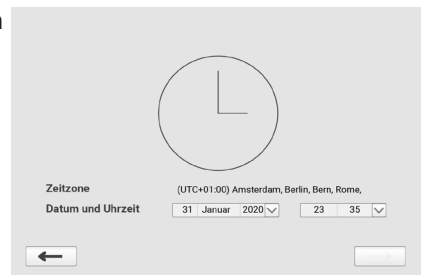 Zeitzone (UTC+01:00) Amsterdam, Berlin, Bern, Rome,
Datum und Uhrzeit 31 Januar 2020 23 35